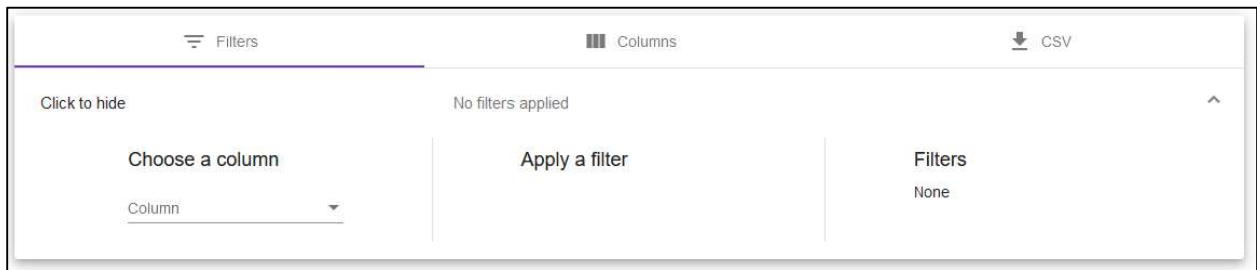 Filters
Columns
CSV
Click to hide
No filters applied
Choose a column
Apply a filter
Filters
Column
None